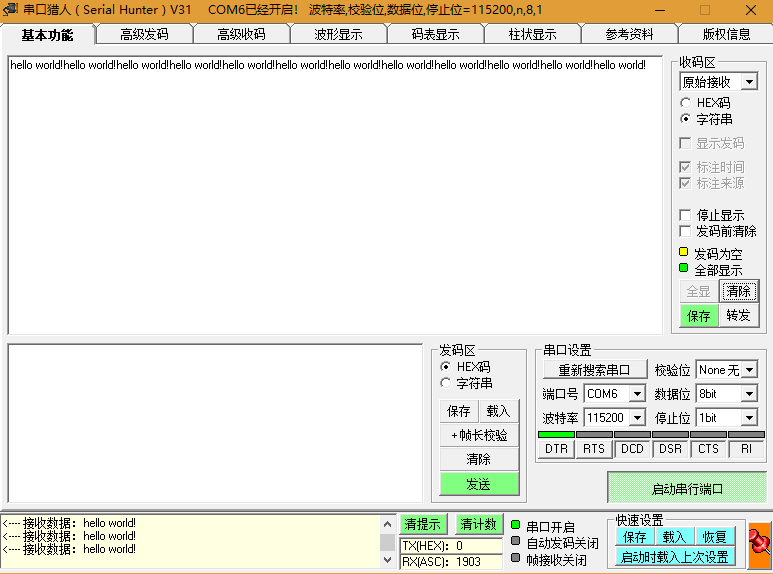 串口猎人 ( Serial Hunter ) V31 COM6已经开启! 波特率,校验位,数据位,停止位=115200,n,8,1
基本功能 高级发码 高级收码 波形显示 码表显示 柱状显示 参考资料 版权信息
hello world!hello world!hello world!hello world!hello world!hello world!hello world!hello world!hello world!hello world!hello world!hello world!
收码区
原始接收
HEX码
字符串
显示发码
标注时间
标注来源
停止显示
发码前清除
发码为空
全部显示
全显 清除
保存 转发
发码区
HEX码
字符串
保存 载入
+帧长校验
清除
发送
串口设置
重新搜索串口 校验位 None 无
端口号 COM6 数据位 8bit
波特率 115200 停止位 1bit
DTR RTS DCD DSR CTS RI
启动串行端口
<---接收数据: hello world!
<---接收数据: hello world!
<---接收数据: hello world!
清提示 清计数
TX(HEX): 0
RX(ASC): 1903
串口开启
自动发码关闭
帧接收关闭
快速设置
保存 载入 恢复
启动时载入上次设置